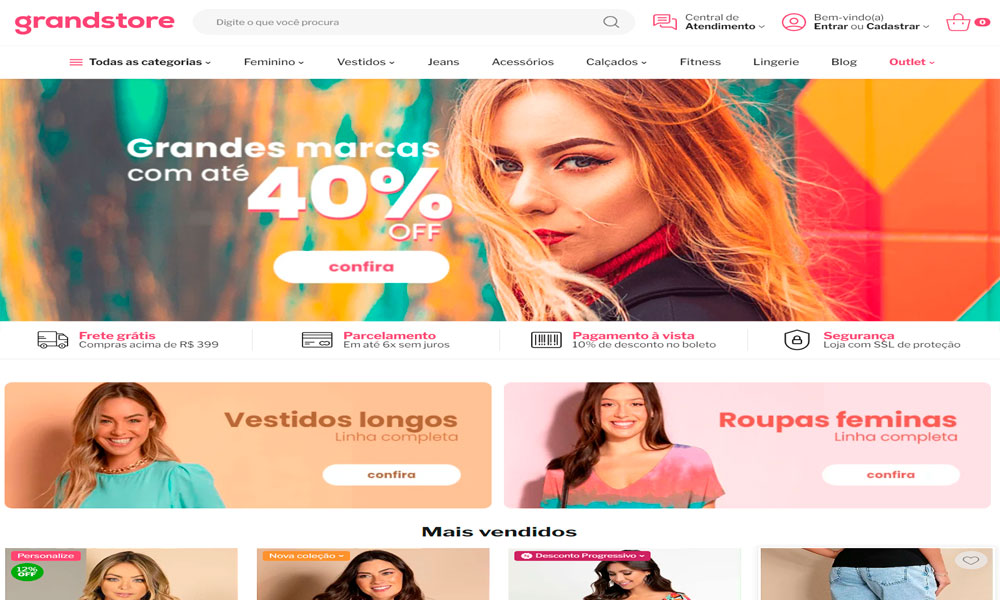 grandstore
Digite o que você procura
Central de
Atendimento
Bem-vindo(a)
Entrar ou Cadastrar
0
Todas as categorias
Feminino
Vestidos
Jeans
Acessórios
Calçados
Fitness
Lingerie
Blog
Outlet
Grandes marcas
com até
40%
OFF
confira
Frete grátis
Compras acima de R$ 399
Parcelamento
Em até 6x sem juros
Pagamento à vista
10% de desconto no boleto
Segurança
Loja com SSL de proteção
Vestidos longos
Linha completa
confira
Roupas feminas
Linha completa
confira
Mais vendidos
Personalize
12%
OFF
Nova coleção
% Desconto Progressivo